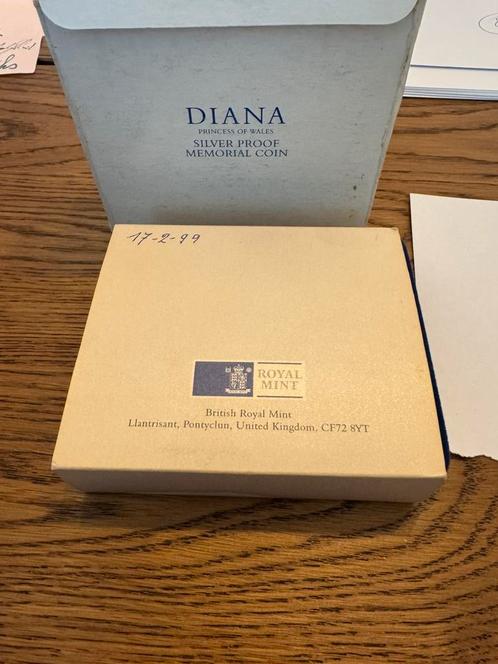 DIANA
PRINCESS OF WALES
SILVER PROOF
MEMORIAL COIN
17-2-99
ROYAL
MINT
British Royal Mint
Llantrisant, Pontyclun, United Kingdom, CF72 8YT